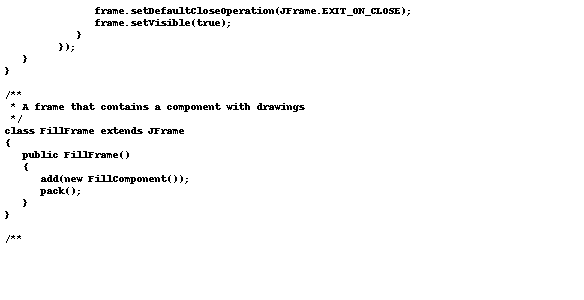 frame.setDefaultCloseOperation(JFrame.EXIT_ON_CLOSE);
frame.setVisible(true);
}
});
}
}
/**
* A frame that contains a component with drawings
*/
class FillFrame extends JFrame
{
public FillFrame()
{
add(new FillComponent());
pack();
}
}
/**